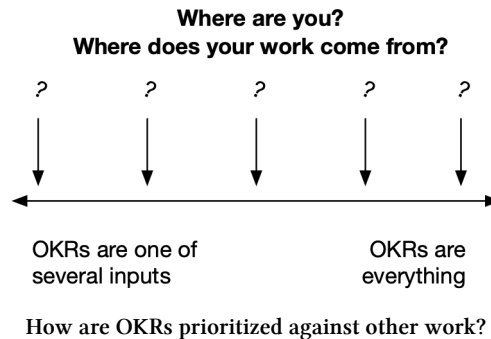 Where are you?
Where does your work come from?
? ? ? ? ?
OKRs are one of
several inputs
OKRs are
everything
How are OKRs prioritized against other work?